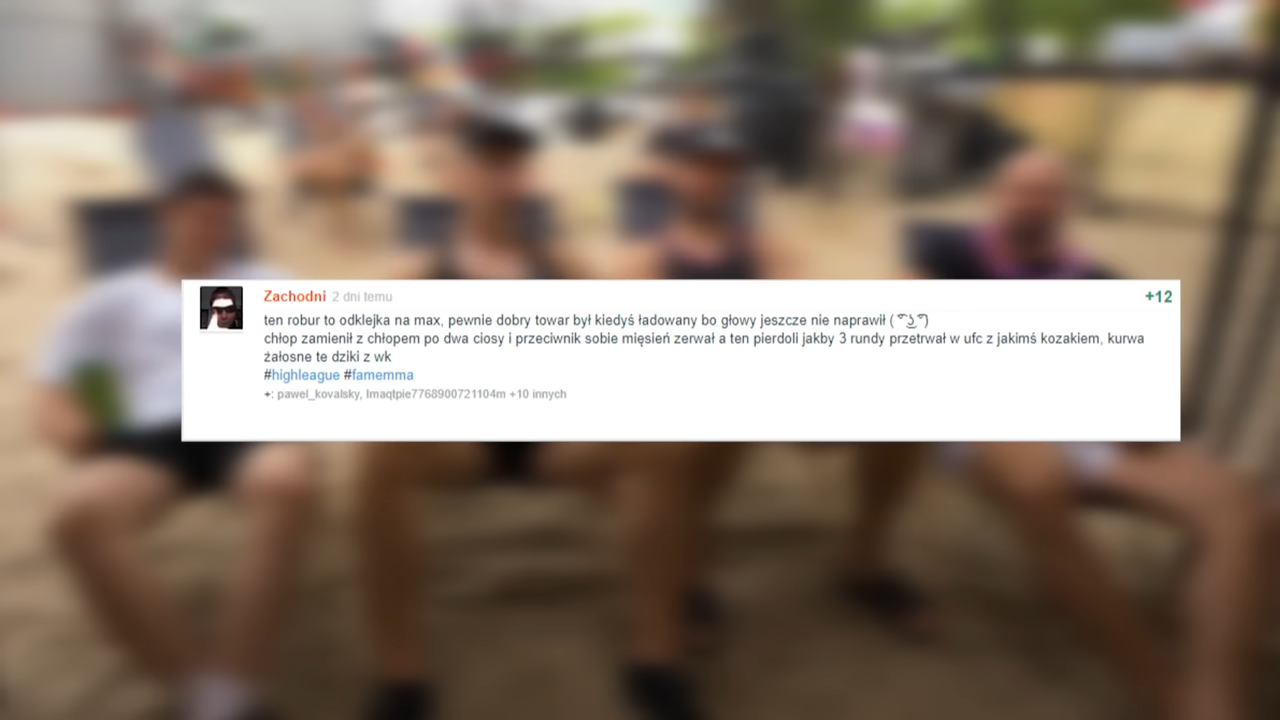 Zachodni 2 dni temu +12
ten robur to odklejka na max, pewnie dobry towar był kiedyś ładowany bo głowy jeszcze nie naprawił ( ͡° ͜ʖ ͡°)
chłop zamienił z chłopem po dwa ciosy i przeciwnik sobie mięsień zerwał a ten pierdoli jakby 3 rundy przetrwał w ufc z jakimś kozakiem, kurwa
żałosne te dziki z wk
#highleague #famemma
+: pawel_kovalsky, Imaqtpie7768900721104m +10 innych